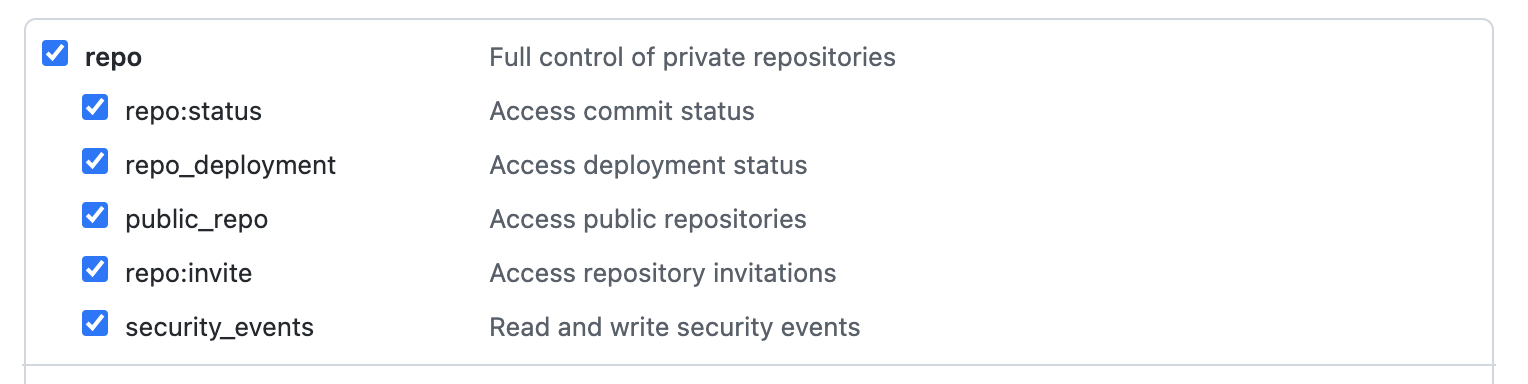 repo Full control of private repositories
repo:status Access commit status
repo_deployment Access deployment status
public_repo Access public repositories
repo:invite Access repository invitations
security_events Read and write security events